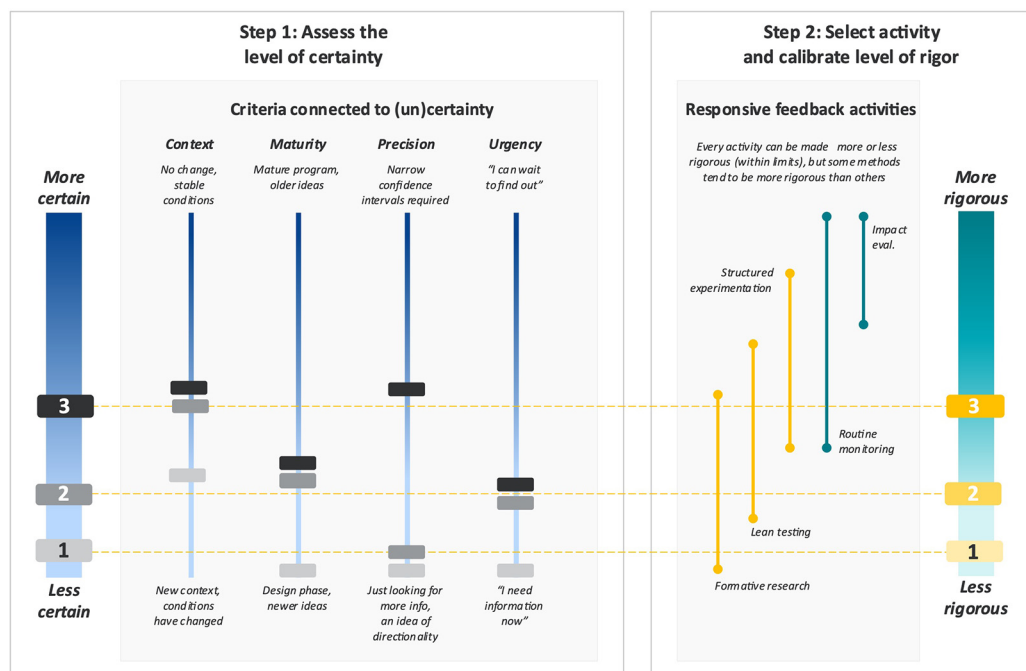 Step 1: Assess the
level of certainty
Criteria connected to (un)certainty
Context
No change,
stable
conditions
Maturity
Mature program,
older ideas
Precision
Narrow
confidence
intervals required
Urgency
“I can wait
to find out”
More
certain
3
2
1
Less
certain
New context,
conditions
have changed
Design phase,
newer ideas
Just looking for
more info,
an idea of
directionality
“I need
information
now”
Step 2: Select activity
and calibrate level of rigor
Responsive feedback activities
Every activity can be made more or less
rigorous (within limits), but some methods
tend to be more rigorous than others
Impact
eval.
Structured
experimentation
Routine
monitoring
Lean testing
Formative research
More
rigorous
3
2
1
Less
rigorous